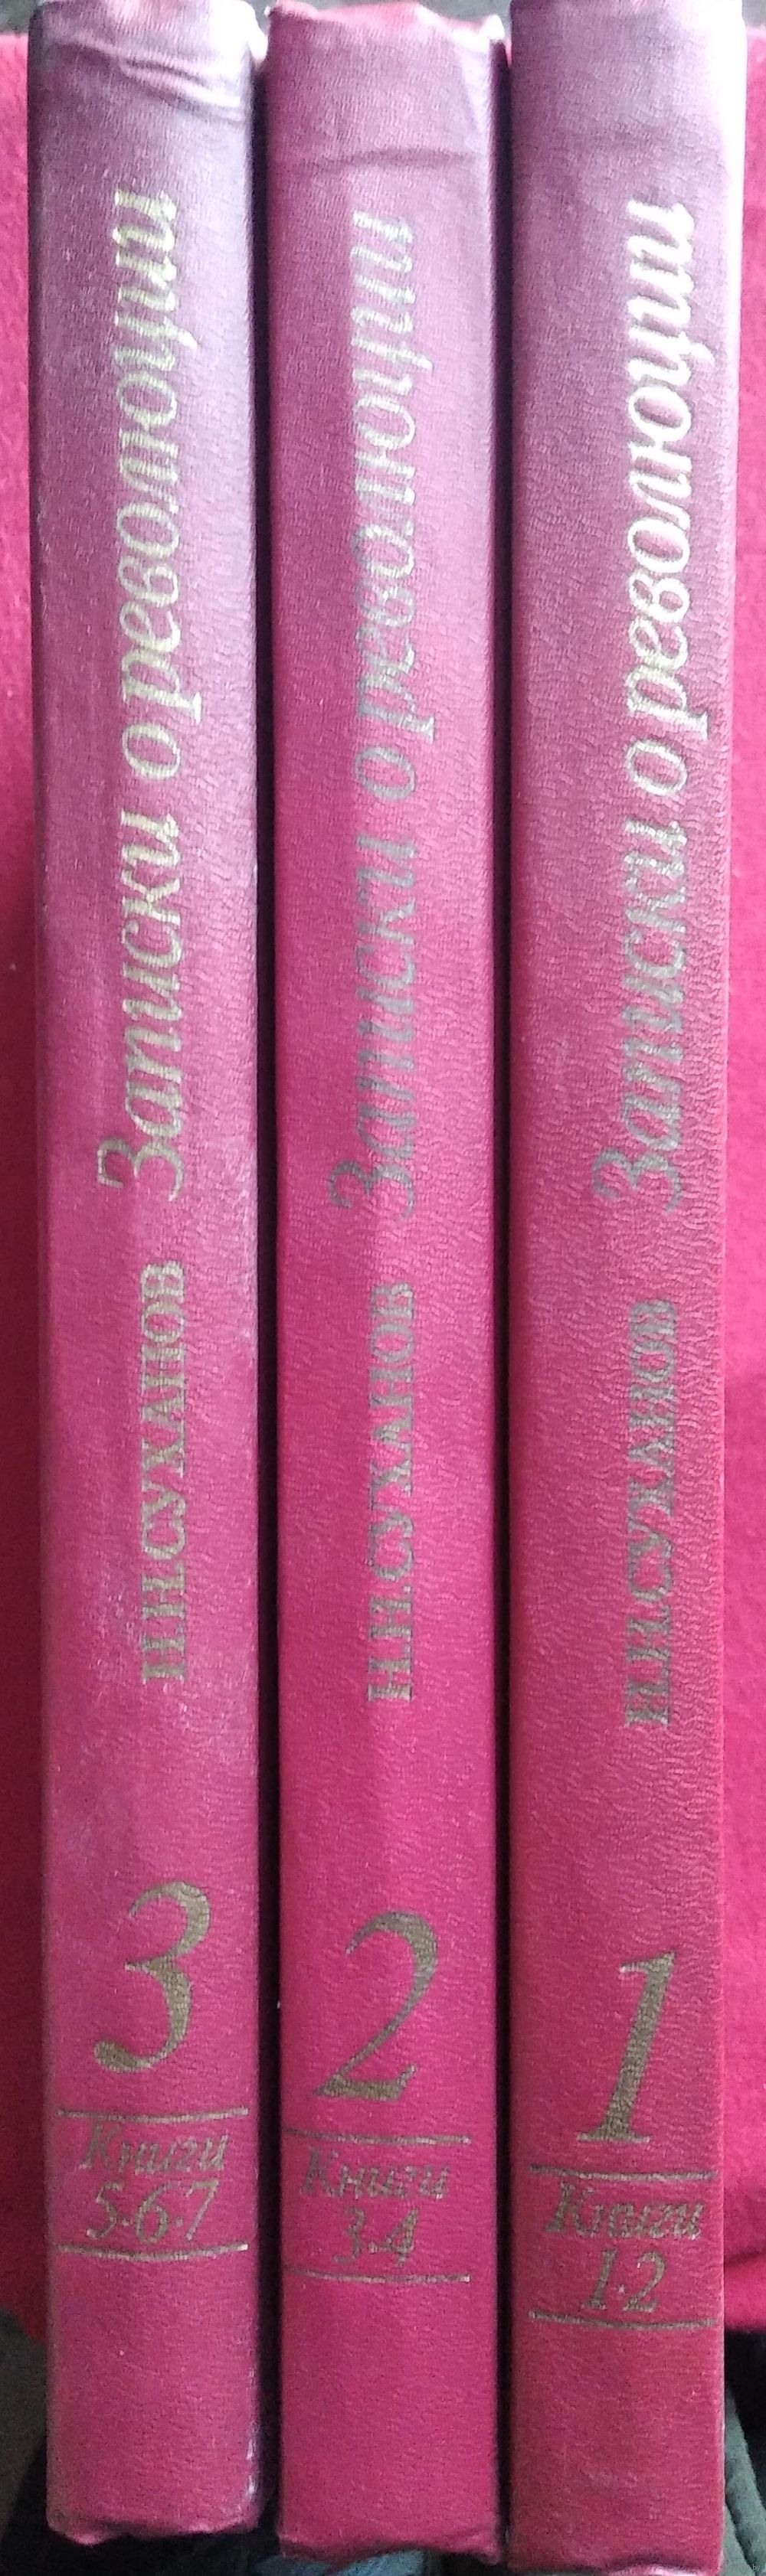 Н.Н.СУХАНОВ Записки о революции
3
Книги
5·6·7
Н.Н.СУХАНОВ Записки о революции
2
Книги
3·4
Н.Н.СУХАНОВ Записки о революции
1
Книги
1·2